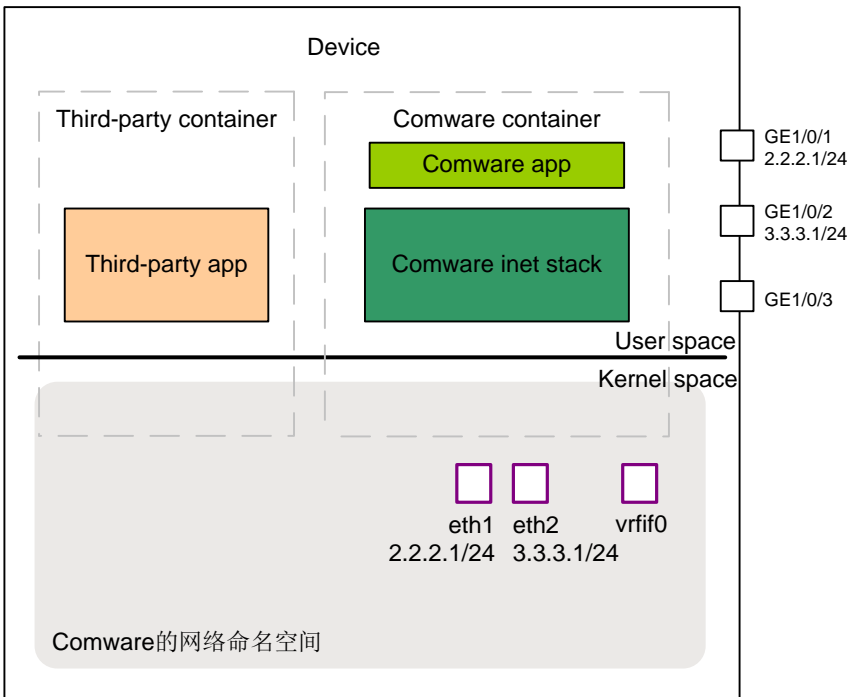 Device
Third-party container
Comware container
Comware app
Third-party app
Comware inet stack
GE1/0/1
2.2.2.1/24
GE1/0/2
3.3.3.1/24
GE1/0/3
User space
Kernel space
eth1
2.2.2.1/24
eth2
3.3.3.1/24
vrfif0
Comware的网络命名空间